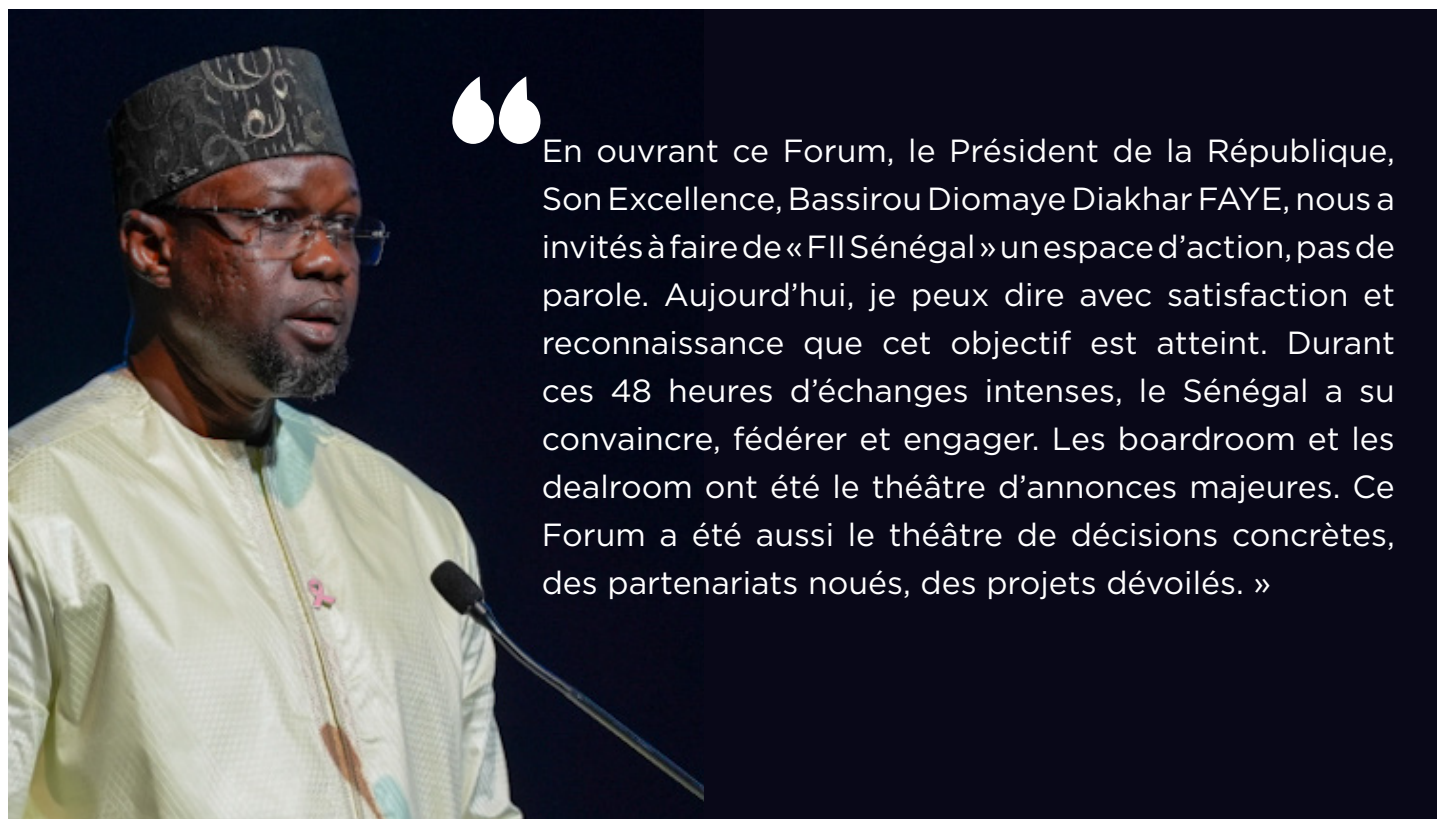 En ouvrant ce Forum, le Président de la République,
Son Excellence, Bassirou Diomaye Diakhar FAYE, nous a
invités à faire de « FII Sénégal » un espace d’action, pas de
parole. Aujourd’hui, je peux dire avec satisfaction et
reconnaissance que cet objectif est atteint. Durant
ces 48 heures d’échanges intenses, le Sénégal a su
convaincre, fédérer et engager. Les boardroom et les
dealroom ont été le théâtre d’annonces majeures. Ce
Forum a été aussi le théâtre de décisions concrètes,
des partenariats noués, des projets dévoilés. »